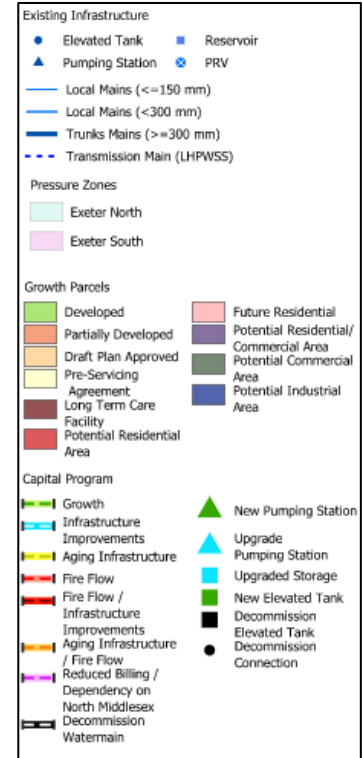 Existing Infrastructure
Elevated Tank
Reservoir
Pumping Station
PRV
Local Mains (<=150 mm)
Local Mains (<300 mm)
Trunks Mains (>=300 mm)
Transmission Main (LHPWSS)
Pressure Zones
Exeter North
Exeter South
Growth Parcels
Developed
Partially Developed
Draft Plan Approved
Pre-Servicing
Agreement
Long Term Care
Facility
Potential Residential
Area
Future Residential
Potential Residential/
Commercial Area
Potential Commercial
Area
Potential Industrial
Area
Capital Program
Growth
Infrastructure
Improvements
Aging Infrastructure
Fire Flow
Fire Flow /
Infrastructure
Improvements
Aging Infrastructure
/ Fire Flow
Reduced Billing /
Dependency on
North Middlesex
Decommission
Watermain
New Pumping Station
Upgrade
Pumping Station
Upgraded Storage
New Elevated Tank
Decommission
Elevated Tank
Decommission
Connection